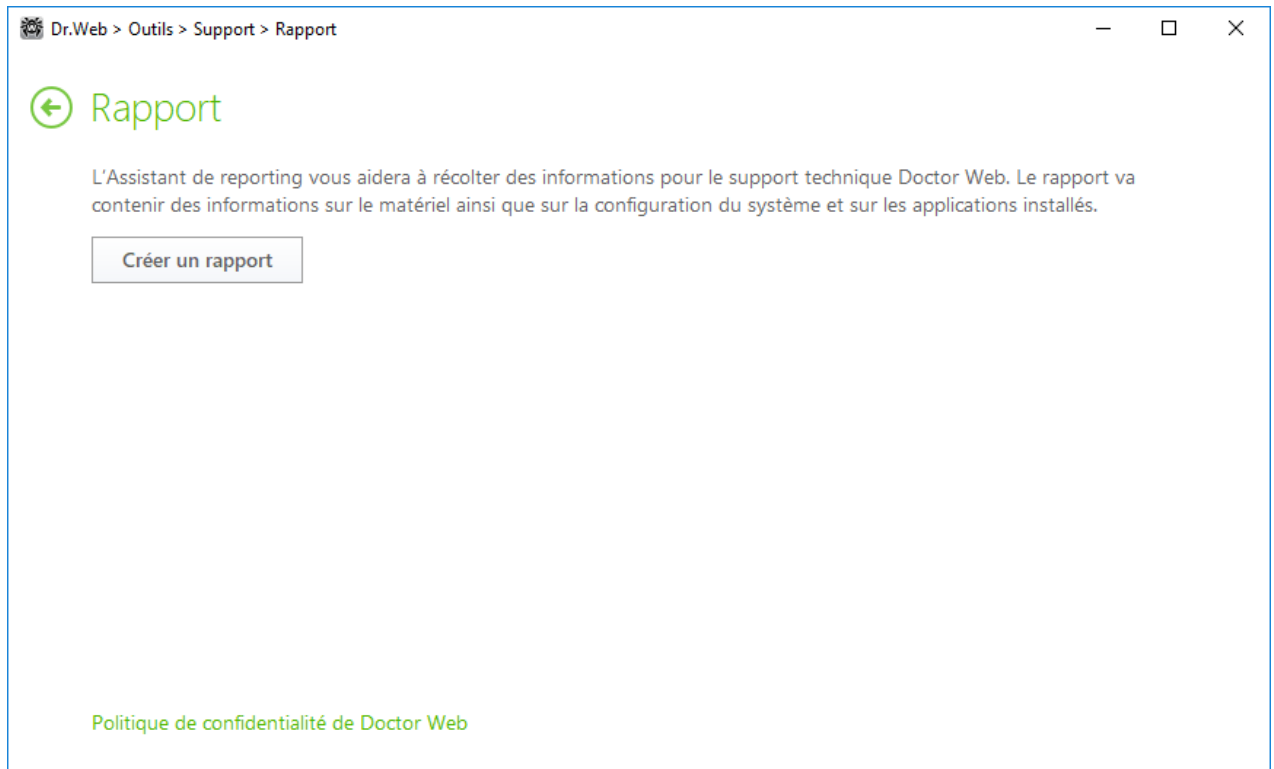 Dr.Web > Outils > Support > Rapport
Rapport
L'Assistant de reporting vous aidera à récolter des informations pour le support technique Doctor Web. Le rapport va
contenir des informations sur le matériel ainsi que sur la configuration du système et sur les applications installés.
Créer un rapport
Politique de confidentialité de Doctor Web